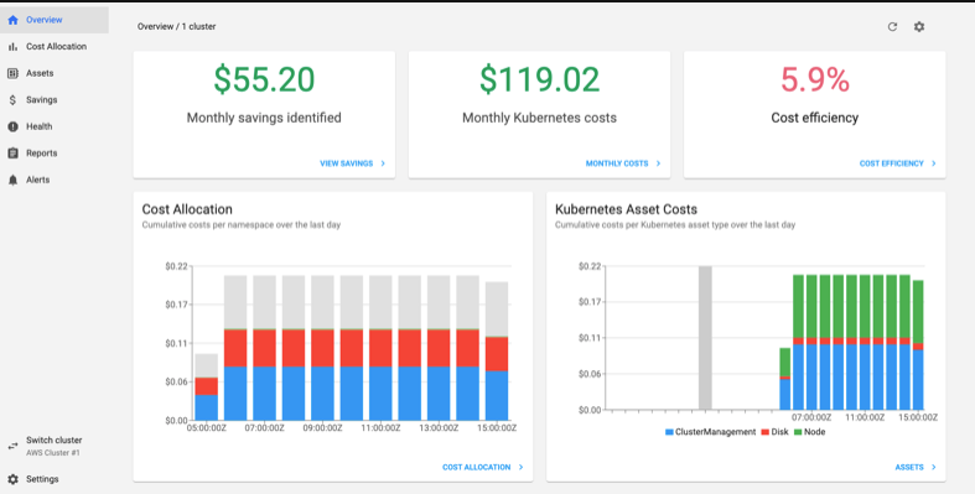 Overview
Cost Allocation
Assets
Savings
Health
Reports
Alerts
Switch cluster
AWS Cluster #1
Settings
Overview / 1 cluster
$55.20
Monthly savings identified
VIEW SAVINGS
$119.02
Monthly Kubernetes costs
MONTHLY COSTS
5.9%
Cost efficiency
COST EFFICIENCY
Cost Allocation
Cumulative costs per namespace over the last day
$0.22
$0.17
$0.11
$0.06
$0.00
05:00:00Z 07:00:00Z 09:00:00Z 11:00:00Z 13:00:00Z 15:00:00Z
COST ALLOCATION
Kubernetes Asset Costs
Cumulative costs per Kubernetes asset type over the last day
$0.22
$0.17
$0.11
$0.06
$0.00
07:00:00Z 11:00:00Z 15:00:00Z
ClusterManagement Disk Node
ASSETS